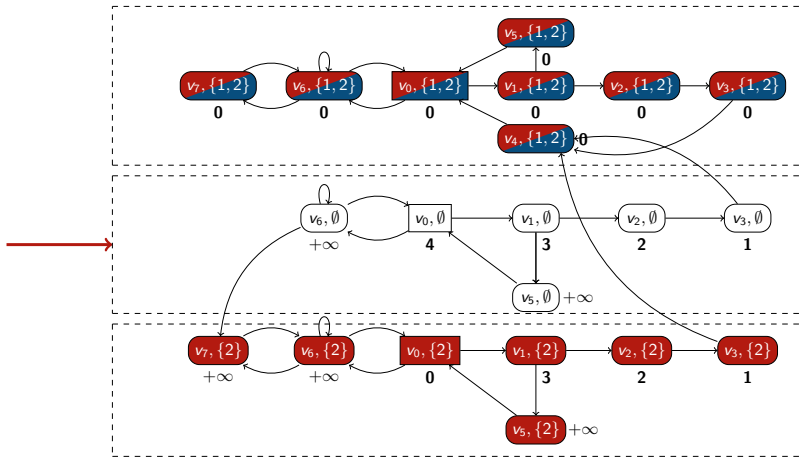 v₅, {1, 2}
0
v₇, {1, 2} v₆, {1, 2} v₀, {1, 2} v₁, {1, 2} v₂, {1, 2} v₃, {1, 2}
0 0 0 0 0 0
v₄, {1, 2} 0
v₆, ∅ v₀, ∅ v₁, ∅ v₂, ∅ v₃, ∅
+∞ 4 3 2 1
v₅, ∅ +∞
v₇, {2} v₆, {2} v₀, {2} v₁, {2} v₂, {2} v₃, {2}
+∞ +∞ 0 3 2 1
v₅, {2} +∞